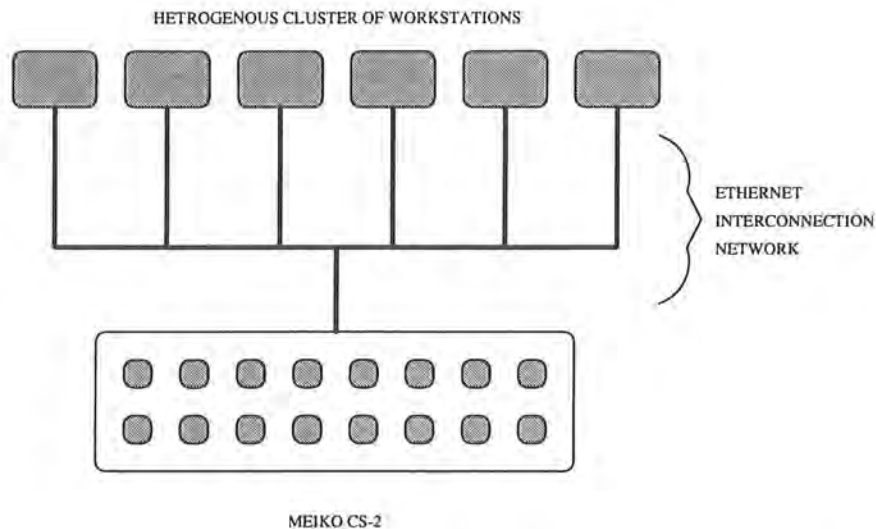 HETROGENOUS CLUSTER OF WORKSTATIONS
ETHERNET
INTERCONNECTION
NETWORK
MEIKO CS-2